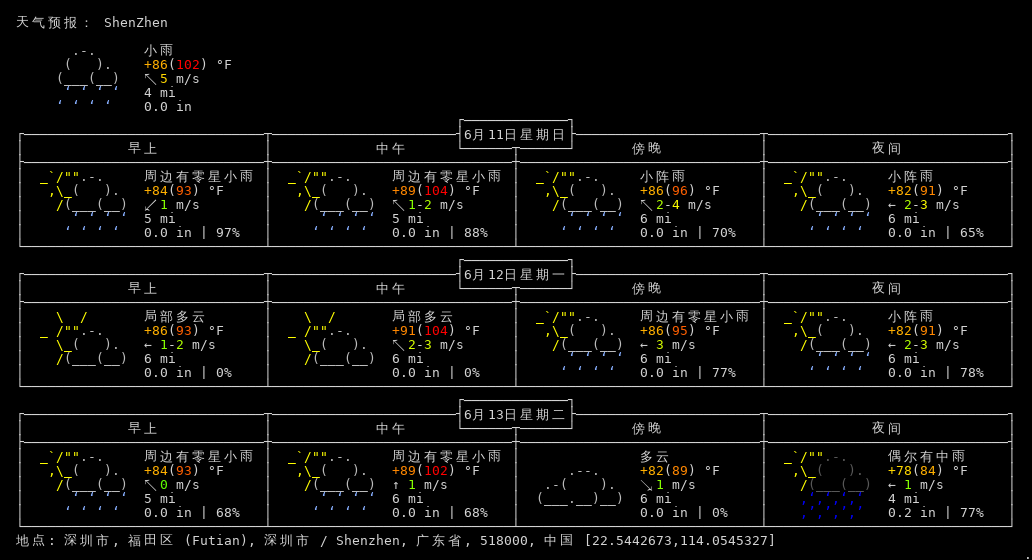 天气预报： ShenZhen
小雨
+86(102) °F
↖5 m/s
4 mi
0.0 in
6月11日星期日
早上 中午 傍晚 夜间
周边有零星小雨 周边有零星小雨 小阵雨 小阵雨
+84(93) °F +89(104) °F +86(96) °F +82(91) °F
↙1 m/s ↖1-2 m/s ↖2-4 m/s ← 2-3 m/s
5 mi 5 mi 6 mi 6 mi
0.0 in | 97% 0.0 in | 88% 0.0 in | 70% 0.0 in | 65%
6月12日星期一
早上 中午 傍晚 夜间
局部多云 局部多云 周边有零星小雨 小阵雨
+86(93) °F +91(104) °F +86(95) °F +82(91) °F
← 1-2 m/s ↖2-3 m/s ← 3 m/s ← 2-3 m/s
6 mi 6 mi 6 mi 6 mi
0.0 in | 0% 0.0 in | 0% 0.0 in | 77% 0.0 in | 78%
6月13日星期二
早上 中午 傍晚 夜间
周边有零星小雨 周边有零星小雨 多云 偶尔有中雨
+84(93) °F +89(102) °F +82(89) °F +78(84) °F
↖0 m/s ↑ 1 m/s ↘1 m/s ← 1 m/s
5 mi 6 mi 6 mi 4 mi
0.0 in | 68% 0.0 in | 68% 0.0 in | 0% 0.2 in | 77%
地点: 深圳市, 福田区 (Futian), 深圳市 / Shenzhen, 广东省, 518000, 中国 [22.5442673,114.0545327]